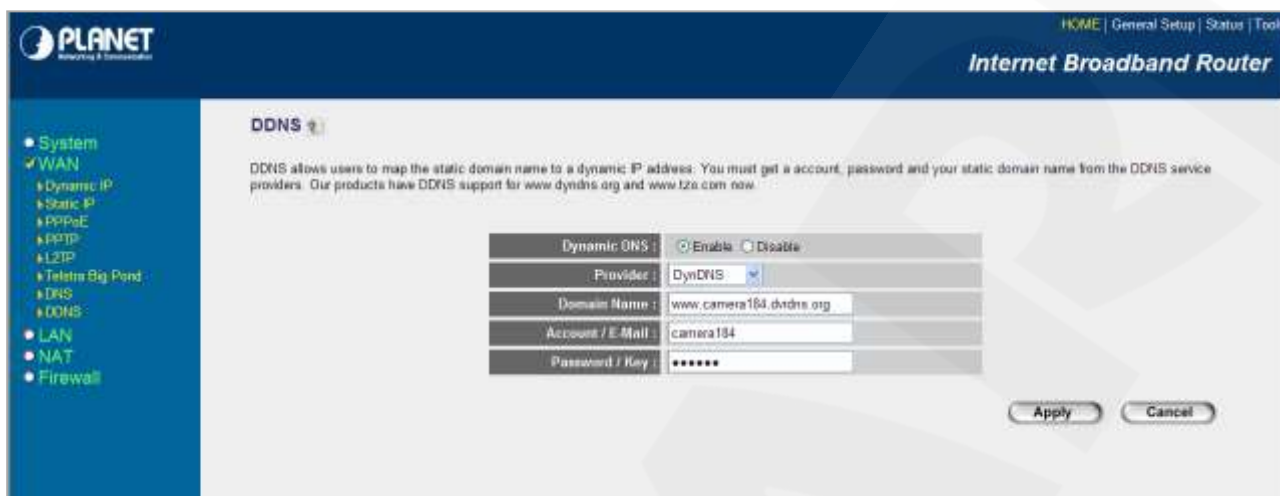 PLANET
Networking & Communication
HOME | General Setup | Status | Tool
Internet Broadband Router
System
WAN
Dynamic IP
Static IP
PPPoE
PPTP
L2TP
Telstra Big Pond
DNS
DDNS
LAN
NAT
Firewall
DDNS
DDNS allows users to map the static domain name to a dynamic IP address. You must get a account, password and your static domain name from the DDNS service
providers. Our products have DDNS support for www.dyndns.org and www.tzo.com now.
Dynamic DNS : Enable Disable
Provider : DynDNS
Domain Name : www.camera184.dvrdns.org
Account / E-Mail : camera184
Password / Key : ••••••
Apply Cancel